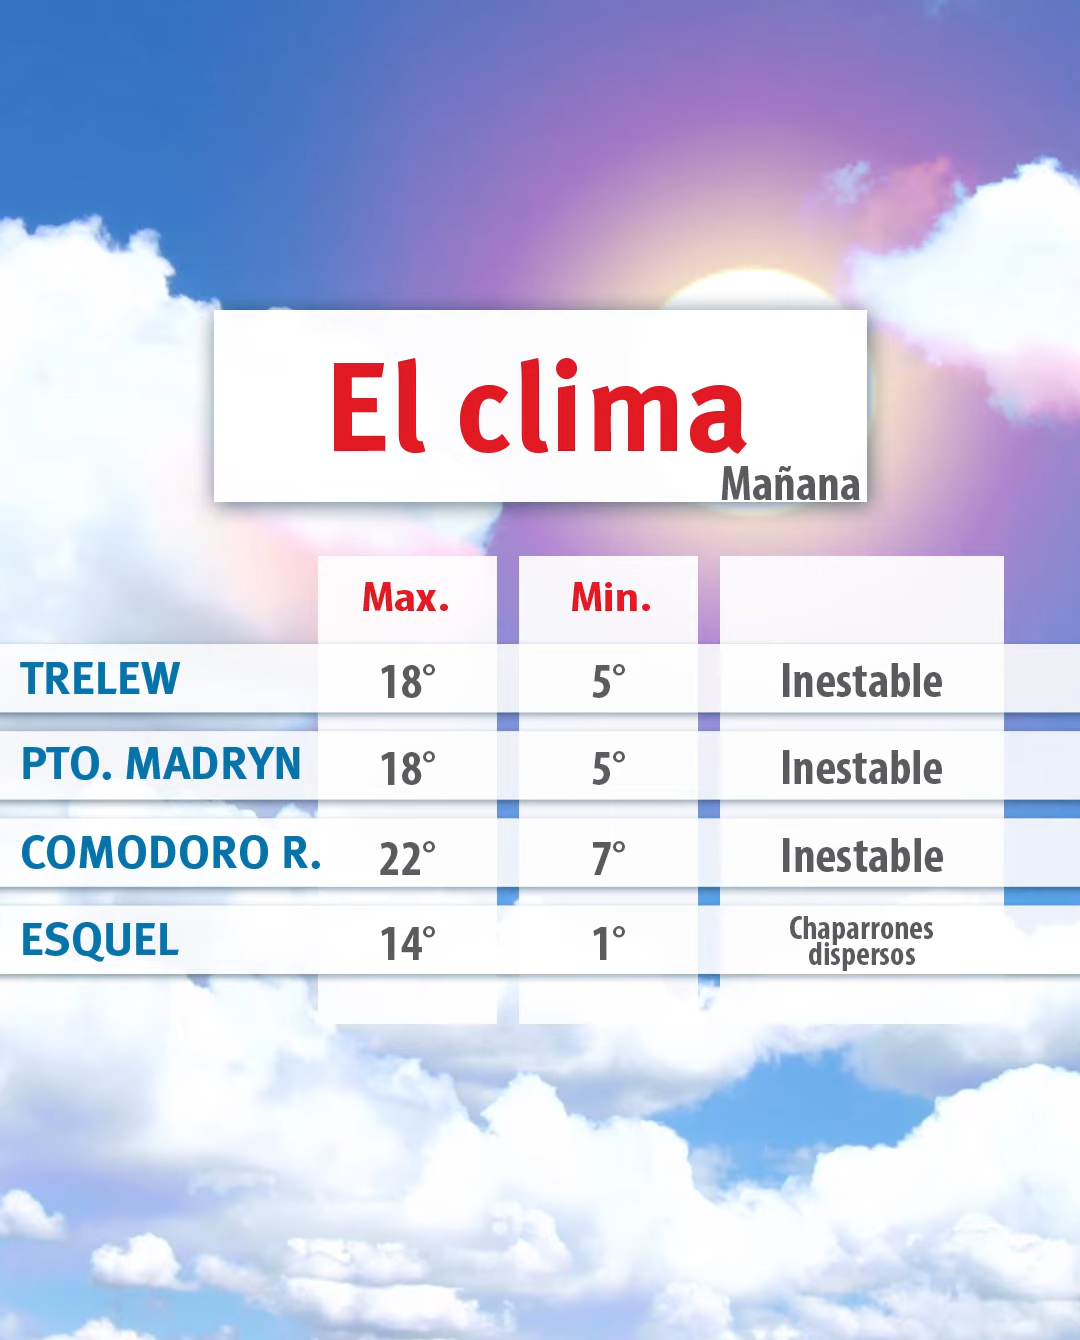 El clima
Mañana
Max. Min.
TRELEW 18° 5° Inestable
PTO. MADRYN 18° 5° Inestable
COMODORO R. 22° 7° Inestable
ESQUEL 14° 1° Chaparrones
dispersos